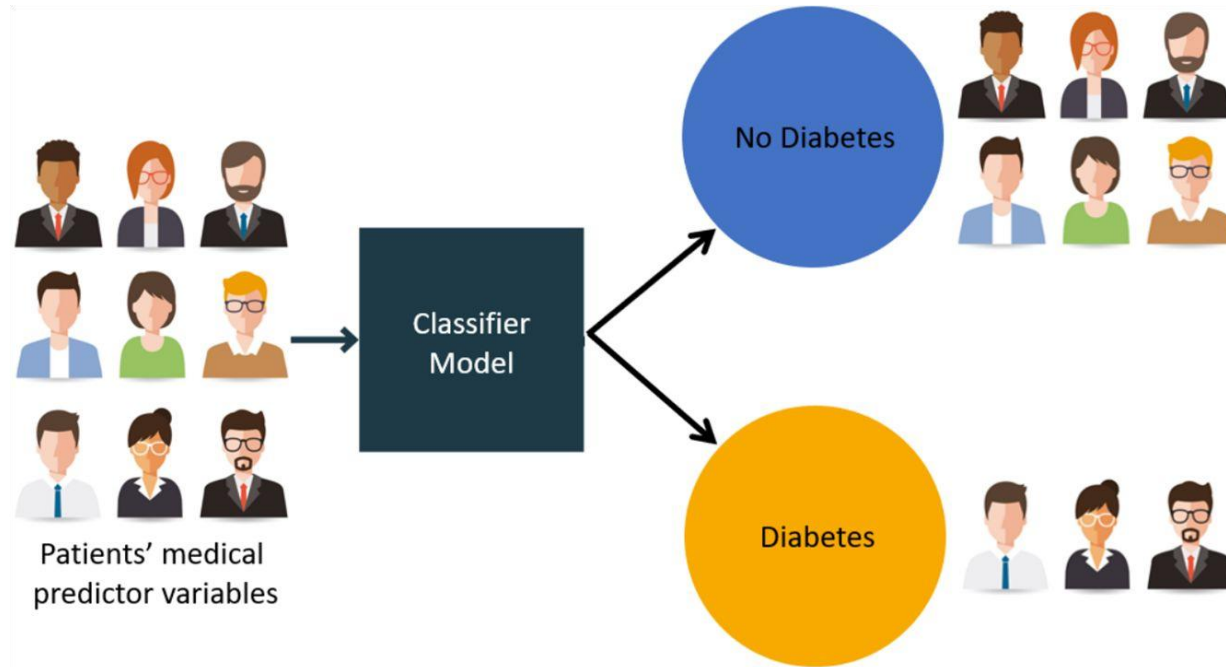 No Diabetes
Classifier
Model
Diabetes
Patients’ medical
predictor variables